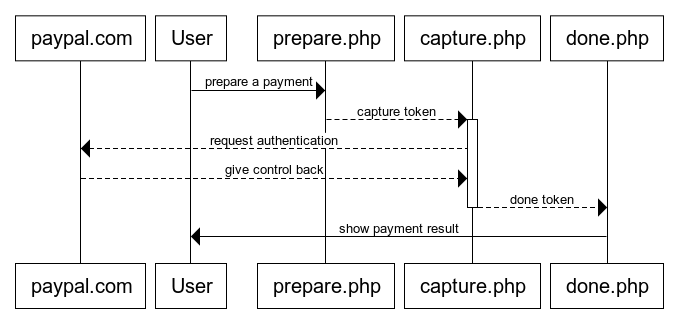 paypal.com User prepare.php capture.php done.php
prepare a payment
capture token
request authentication
give control back
done token
show payment result
paypal.com User prepare.php capture.php done.php